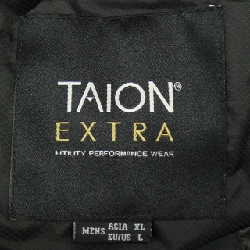 TAION®
EXTRA
UTILITY PERFORMANCE WEAR
MENS ASIA XL
EU/US L